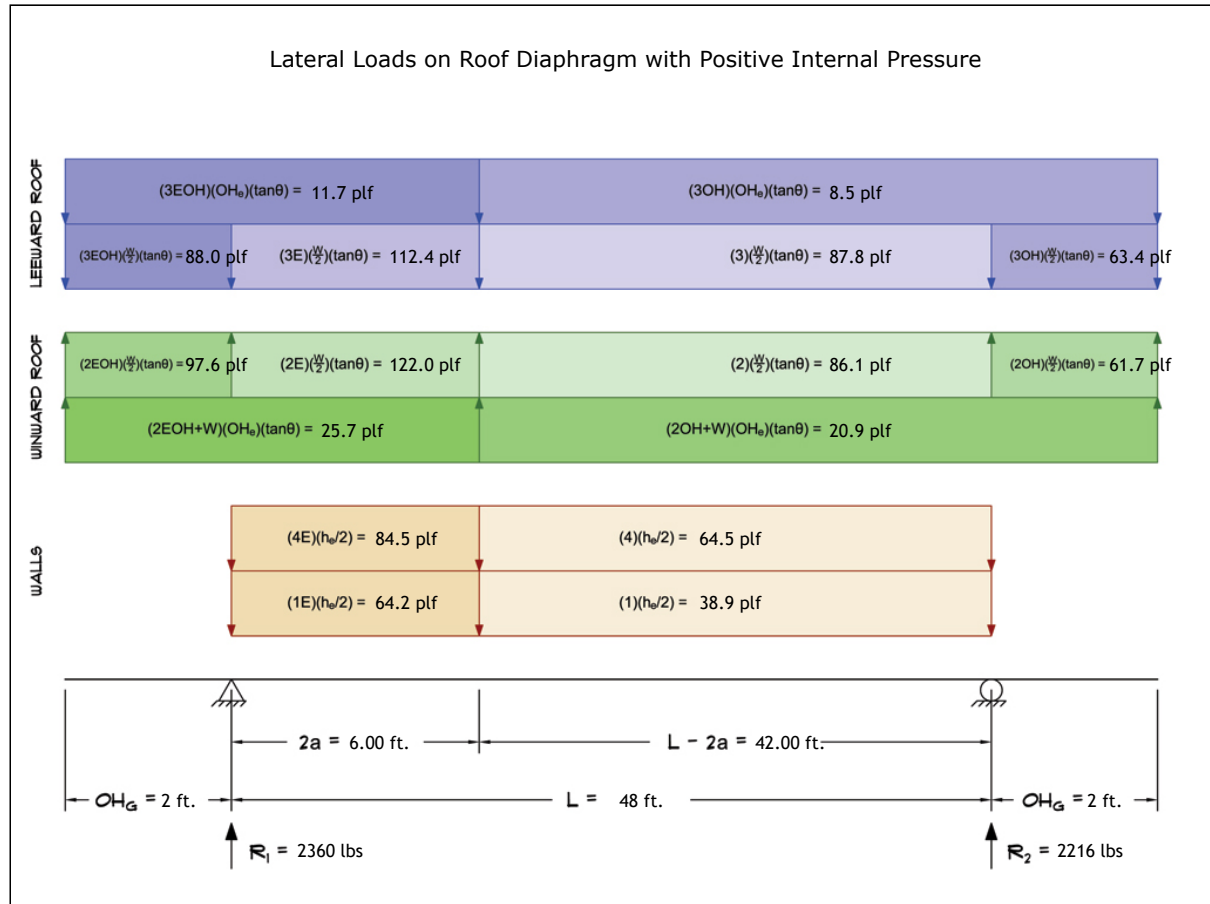 Lateral Loads on Roof Diaphragm with Positive Internal Pressure
LEEWARD ROOF
(3EOH)(OHₑ)(tanθ) = 11.7 plf
(3OH)(OHₑ)(tanθ) = 8.5 plf
(3EOH)(W/2)(tanθ) = 88.0 plf
(3E)(W/2)(tanθ) = 112.4 plf
(3)(W/2)(tanθ) = 87.8 plf
(3OH)(W/2)(tanθ) = 63.4 plf
WINWARD ROOF
(2EOH)(W/2)(tanθ) = 97.6 plf
(2E)(W/2)(tanθ) = 122.0 plf
(2)(W/2)(tanθ) = 86.1 plf
(2OH)(W/2)(tanθ) = 61.7 plf
(2EOH+W)(OHₑ)(tanθ) = 25.7 plf
(2OH+W)(OHₑ)(tanθ) = 20.9 plf
WALLS
(4E)(hₑ/2) = 84.5 plf
(4)(hₑ/2) = 64.5 plf
(1E)(hₑ/2) = 64.2 plf
(1)(hₑ/2) = 38.9 plf
2a = 6.00 ft.
L - 2a = 42.00 ft.
OH_G = 2 ft.
L = 48 ft.
OH_G = 2 ft.
R₁ = 2360 lbs
R₂ = 2216 lbs